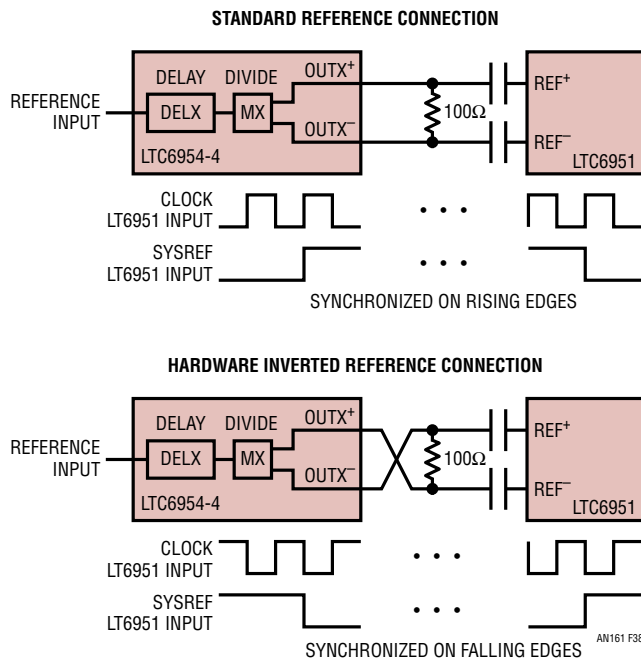 STANDARD REFERENCE CONNECTION
DELAY DIVIDE OUTX+
REFERENCE INPUT
DELX
MX
OUTX–
LTC6954-4
100Ω
REF+
REF–
LTC6951
CLOCK
LT6951 INPUT
• • •
SYSREF
LT6951 INPUT
• • •
SYNCHRONIZED ON RISING EDGES
HARDWARE INVERTED REFERENCE CONNECTION
DELAY DIVIDE OUTX+
REFERENCE INPUT
DELX
MX
OUTX–
LTC6954-4
100Ω
REF+
REF–
LTC6951
CLOCK
LT6951 INPUT
• • •
SYSREF
LT6951 INPUT
• • •
SYNCHRONIZED ON FALLING EDGES
AN161 F38